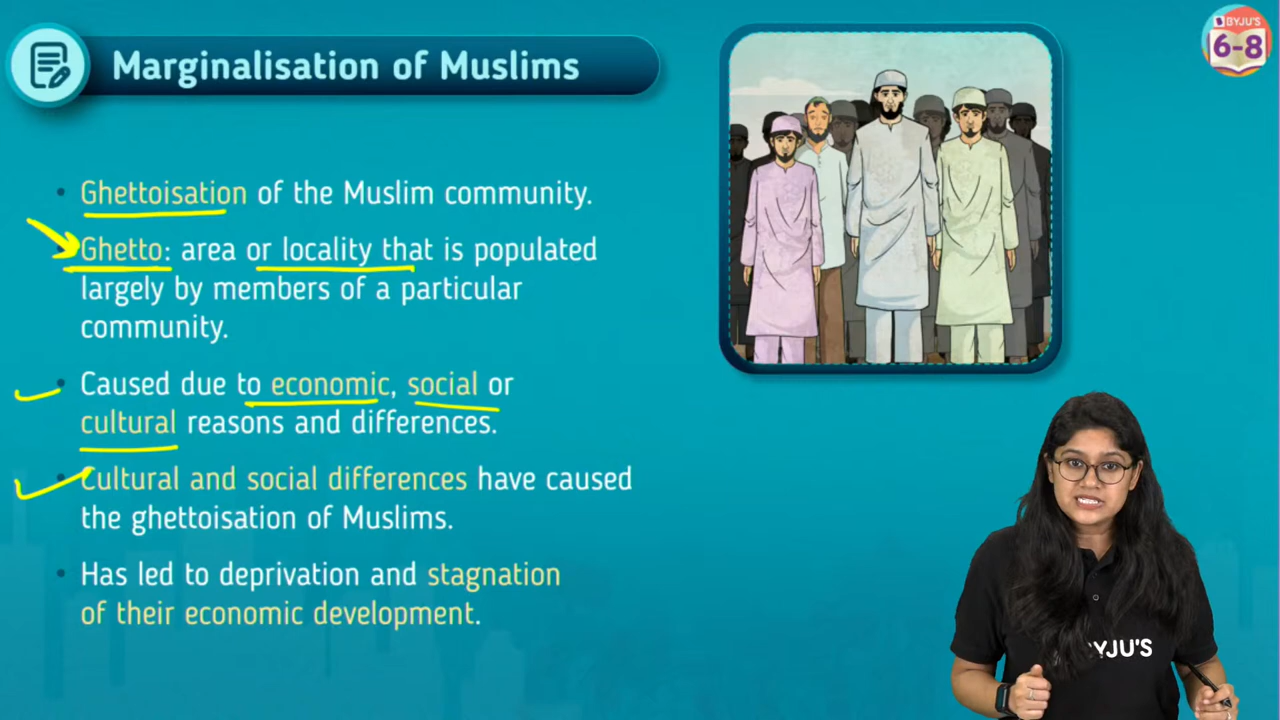 Marginalisation of Muslims
BYJU'S
6-8
• Ghettoisation of the Muslim community.
• Ghetto: area or locality that is populated
largely by members of a particular
community.
• Caused due to economic, social or
cultural reasons and differences.
• Cultural and social differences have caused
the ghettoisation of Muslims.
• Has led to deprivation and stagnation
of their economic development.
BYJU'S